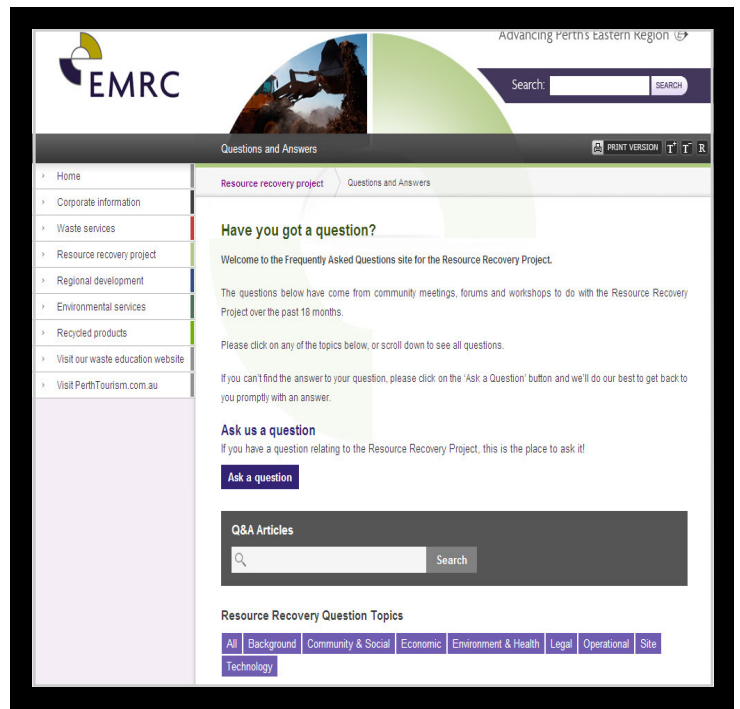 Advancing Perth's Eastern Region
EMRC
Search:
SEARCH
Questions and Answers
PRINT VERSION T+ T- R
Home
Corporate information
Waste services
Resource recovery project
Regional development
Environmental services
Recycled products
Visit our waste education website
Visit PerthTourism.com.au
Resource recovery project
Questions and Answers
Have you got a question?
Welcome to the Frequently Asked Questions site for the Resource Recovery Project.
The questions below have come from community meetings, forums and workshops to do with the Resource Recovery
Project over the past 18 months.
Please click on any of the topics below, or scroll down to see all questions.
If you can't find the answer to your question, please click on the 'Ask a Question' button and we'll do our best to get back to
you promptly with an answer.
Ask us a question
If you have a question relating to the Resource Recovery Project, this is the place to ask it!
Ask a question
Q&A Articles
Search
Resource Recovery Question Topics
All Background Community & Social Economic Environment & Health Legal Operational Site
Technology